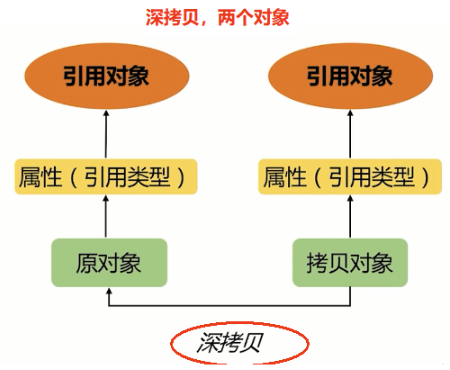 深拷贝，两个对象
引用对象 引用对象
属性（引用类型） 属性（引用类型）
原对象 拷贝对象
深拷贝